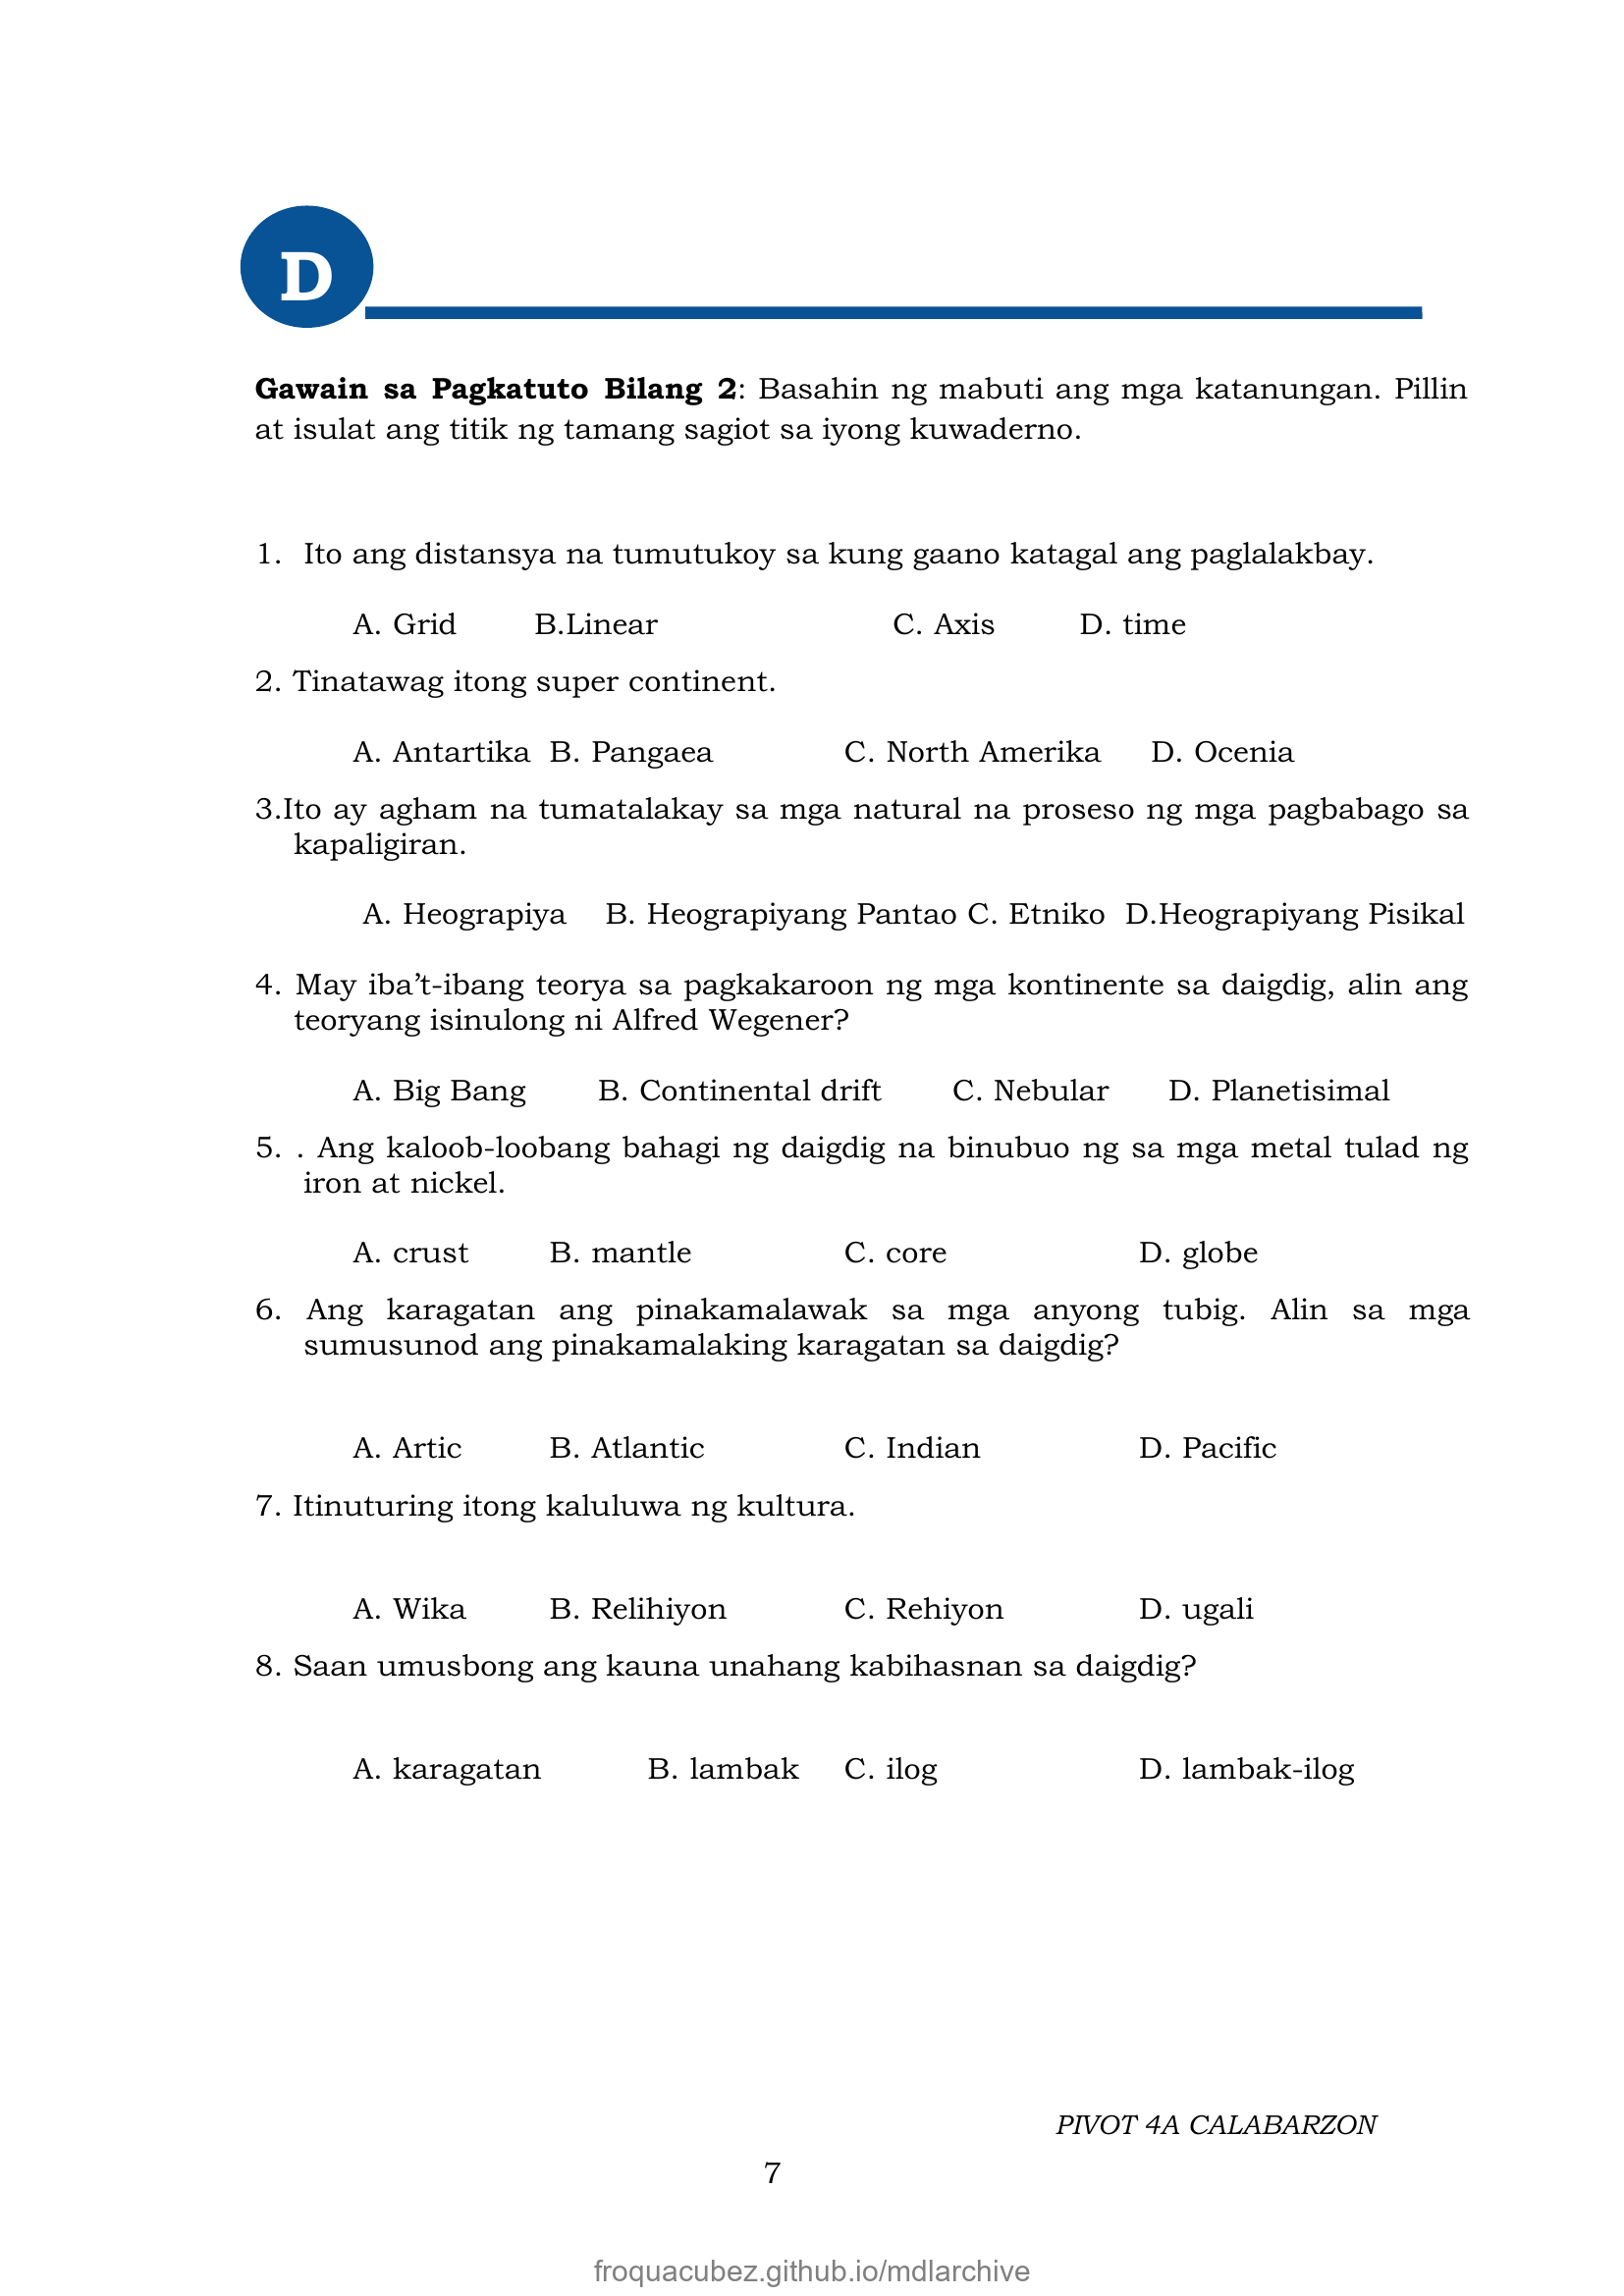 D
Gawain sa Pagkatuto Bilang 2: Basahin ng mabuti ang mga katanungan. Pillin
at isulat ang titik ng tamang sagiot sa iyong kuwaderno.
1. Ito ang distansya na tumutukoy sa kung gaano katagal ang paglalakbay.
A. Grid B.Linear C. Axis D. time
2. Tinatawag itong super continent.
A. Antartika B. Pangaea C. North Amerika D. Ocenia
3.Ito ay agham na tumatalakay sa mga natural na proseso ng mga pagbabago sa
kapaligiran.
A. Heograpiya B. Heograpiyang Pantao C. Etniko D.Heograpiyang Pisikal
4. May iba’t-ibang teorya sa pagkakaroon ng mga kontinente sa daigdig, alin ang
teoryang isinulong ni Alfred Wegener?
A. Big Bang B. Continental drift C. Nebular D. Planetisimal
5. . Ang kaloob-loobang bahagi ng daigdig na binubuo ng sa mga metal tulad ng
iron at nickel.
A. crust B. mantle C. core D. globe
6. Ang karagatan ang pinakamalawak sa mga anyong tubig. Alin sa mga
sumusunod ang pinakamalaking karagatan sa daigdig?
A. Artic B. Atlantic C. Indian D. Pacific
7. Itinuturing itong kaluluwa ng kultura.
A. Wika B. Relihiyon C. Rehiyon D. ugali
8. Saan umusbong ang kauna unahang kabihasnan sa daigdig?
A. karagatan B. lambak C. ilog D. lambak-ilog
PIVOT 4A CALABARZON
7
froquacubez.github.io/mdlarchive